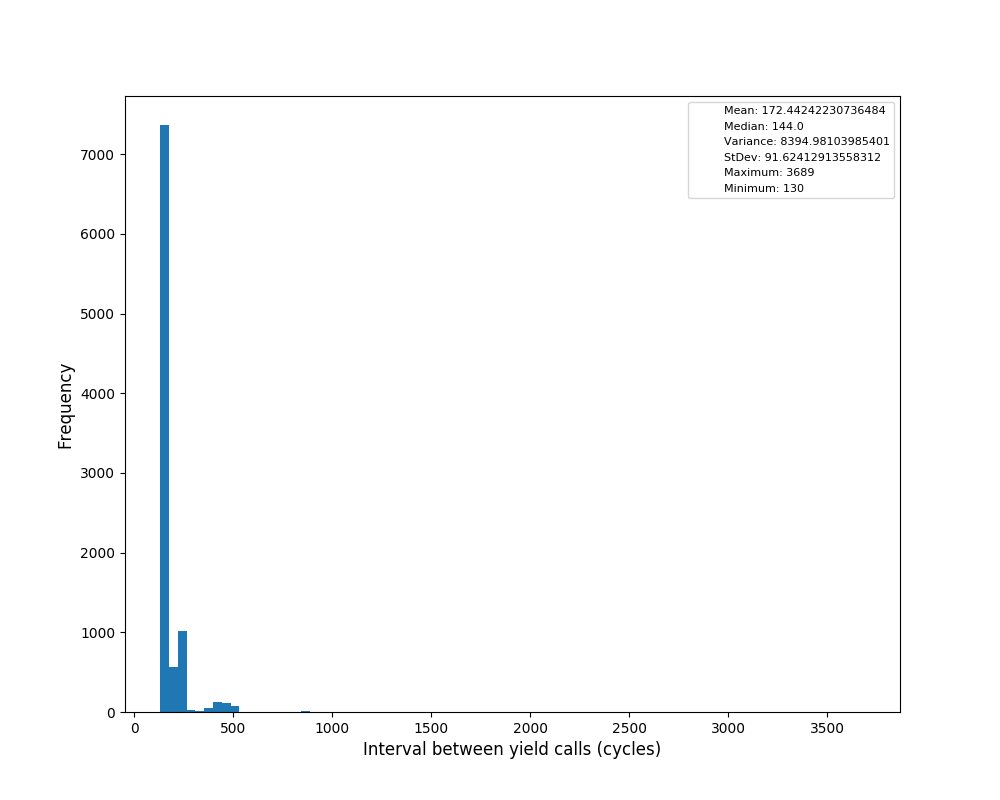 Mean: 172.44242230736484
Median: 144.0
Variance: 8394.98103985401
StDev: 91.62412913558312
Maximum: 3689
Minimum: 130
7000
6000
5000
4000
3000
2000
1000
0
Frequency
0 500 1000 1500 2000 2500 3000 3500
Interval between yield calls (cycles)